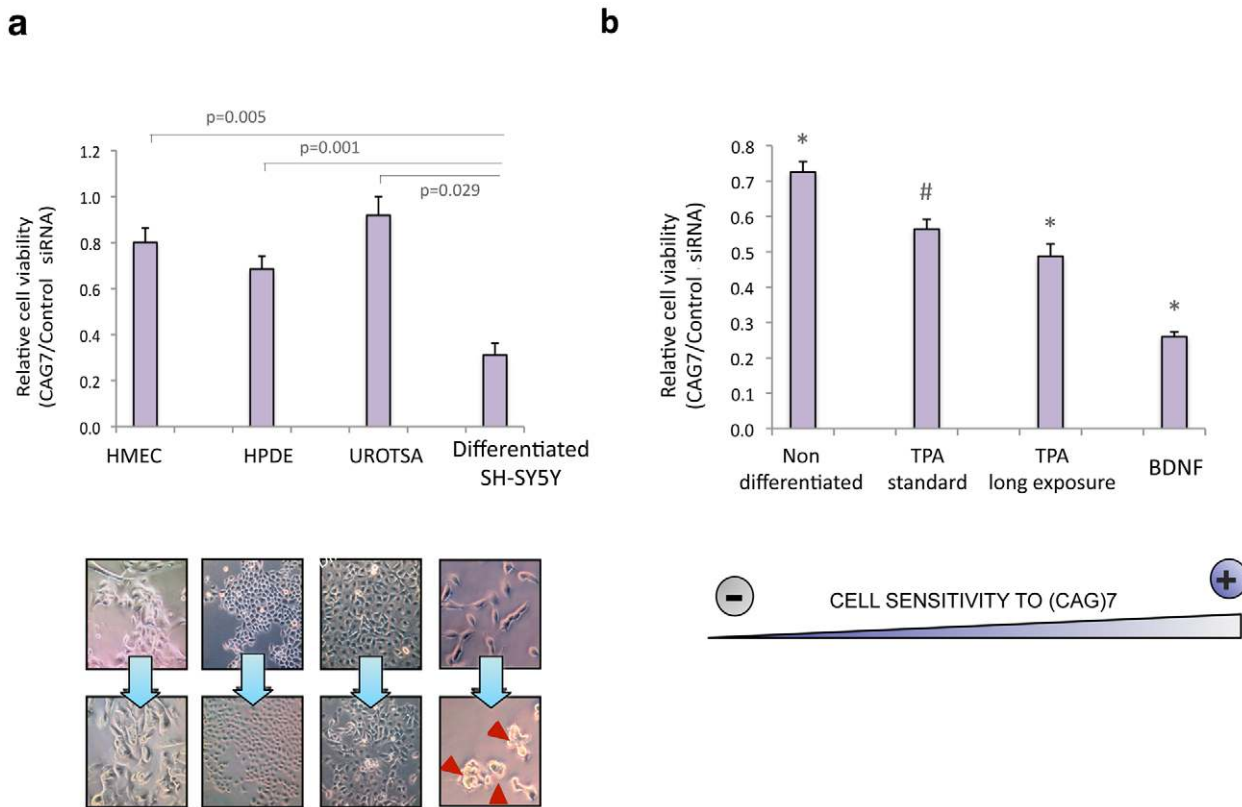 a
p=0.005
p=0.001
p=0.029
1.2
1.0
0.8
0.6
0.4
0.2
0.0
Relative cell viability
(CAG7/Control siRNA)
HMEC HPDE UROTSA Differentiated
SH-SY5Y
b
0.8
0.7
0.6
0.5
0.4
0.3
0.2
0.1
0.0
* # * *
Relative cell viability
(CAG7/Control . siRNA)
Non
differentiated
TPA
standard
TPA
long exposure
BDNF
- +
CELL SENSITIVITY TO (CAG)7